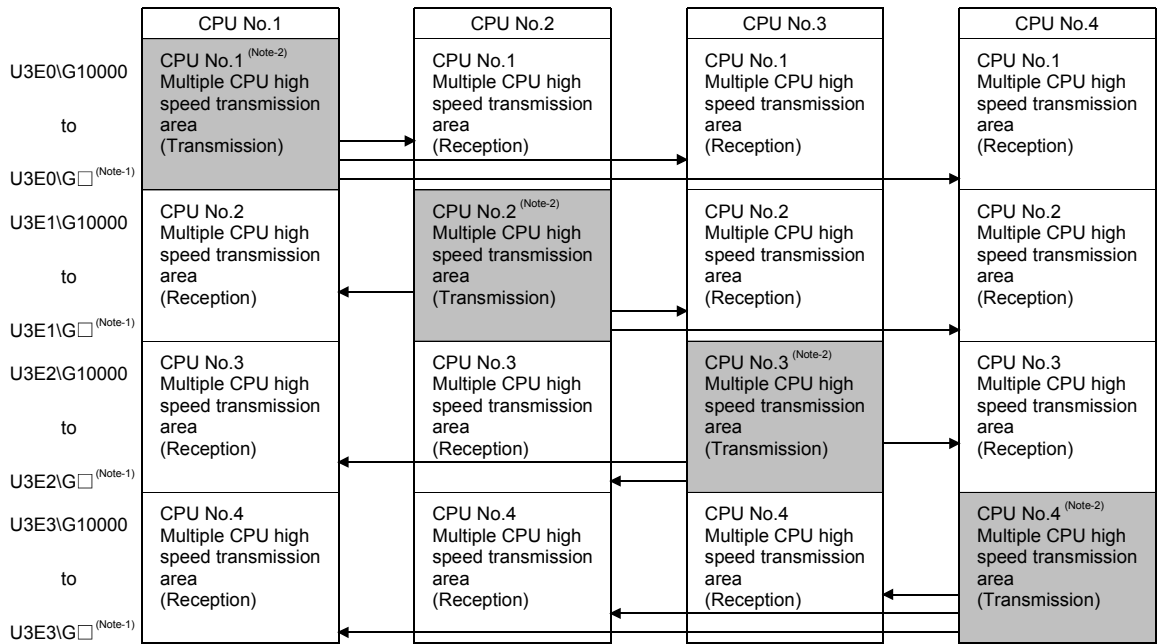 CPU No.1 CPU No.2 CPU No.3 CPU No.4
U3E0\G10000
to
U3E0\G□ (Note-1)
CPU No.1 (Note-2)
Multiple CPU high
speed transmission
area
(Transmission)
CPU No.1
Multiple CPU high
speed transmission
area
(Reception)
CPU No.1
Multiple CPU high
speed transmission
area
(Reception)
CPU No.1
Multiple CPU high
speed transmission
area
(Reception)
U3E1\G10000
to
U3E1\G□ (Note-1)
CPU No.2
Multiple CPU high
speed transmission
area
(Reception)
CPU No.2 (Note-2)
Multiple CPU high
speed transmission
area
(Transmission)
CPU No.2
Multiple CPU high
speed transmission
area
(Reception)
CPU No.2
Multiple CPU high
speed transmission
area
(Reception)
U3E2\G10000
to
U3E2\G□ (Note-1)
CPU No.3
Multiple CPU high
speed transmission
area
(Reception)
CPU No.3
Multiple CPU high
speed transmission
area
(Reception)
CPU No.3 (Note-2)
Multiple CPU high
speed transmission
area
(Transmission)
CPU No.3
Multiple CPU high
speed transmission
area
(Reception)
U3E3\G10000
to
U3E3\G□ (Note-1)
CPU No.4
Multiple CPU high
speed transmission
area
(Reception)
CPU No.4
Multiple CPU high
speed transmission
area
(Reception)
CPU No.4
Multiple CPU high
speed transmission
area
(Reception)
CPU No.4 (Note-2)
Multiple CPU high
speed transmission
area
(Transmission)